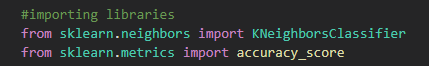 #importing libraries
from sklearn.neighbors import KNeighborsClassifier
from sklearn.metrics import accuracy_score